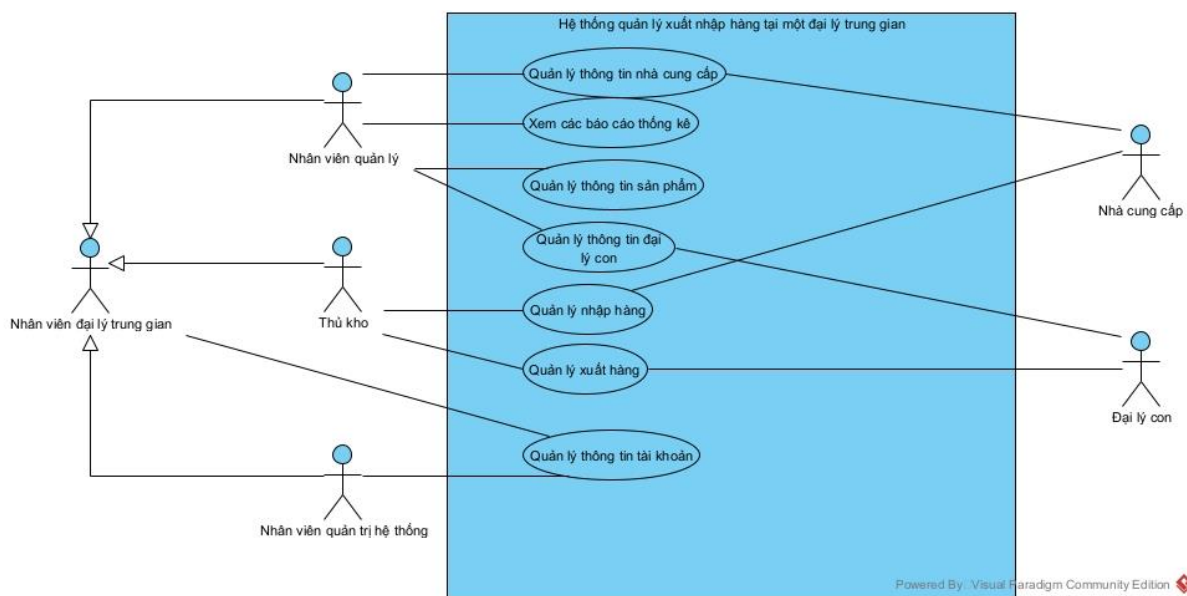 Hệ thống quản lý xuất nhập hàng tại một đại lý trung gian
Quản lý thông tin nhà cung cấp
Xem các báo cáo thống kê
Nhân viên quản lý
Quản lý thông tin sản phẩm
Nhà cung cấp
Quản lý thông tin đại
lý con
Quản lý nhập hàng
Nhân viên đại lý trung gian
Thủ kho
Quản lý xuất hàng
Đại lý con
Quản lý thông tin tài khoản
Nhân viên quản trị hệ thống
Powered By: Visual Paradigm Community Edition